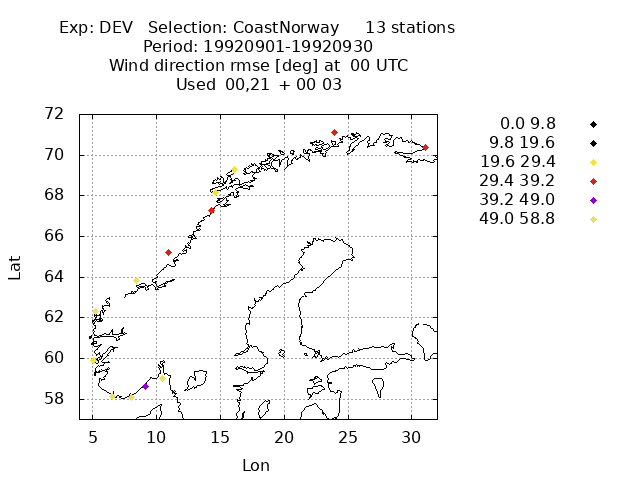 Exp: DEV   Selection: CoastNorway     13 stations
Period: 19920901-19920930
Wind direction rmse [deg] at  00 UTC
Used  00,21  + 00 03
72
70
68
66
64
62
60
58
Lat
5 10 15 20 25 30
Lon
0.0 9.8
9.8 19.6
19.6 29.4
29.4 39.2
39.2 49.0
49.0 58.8